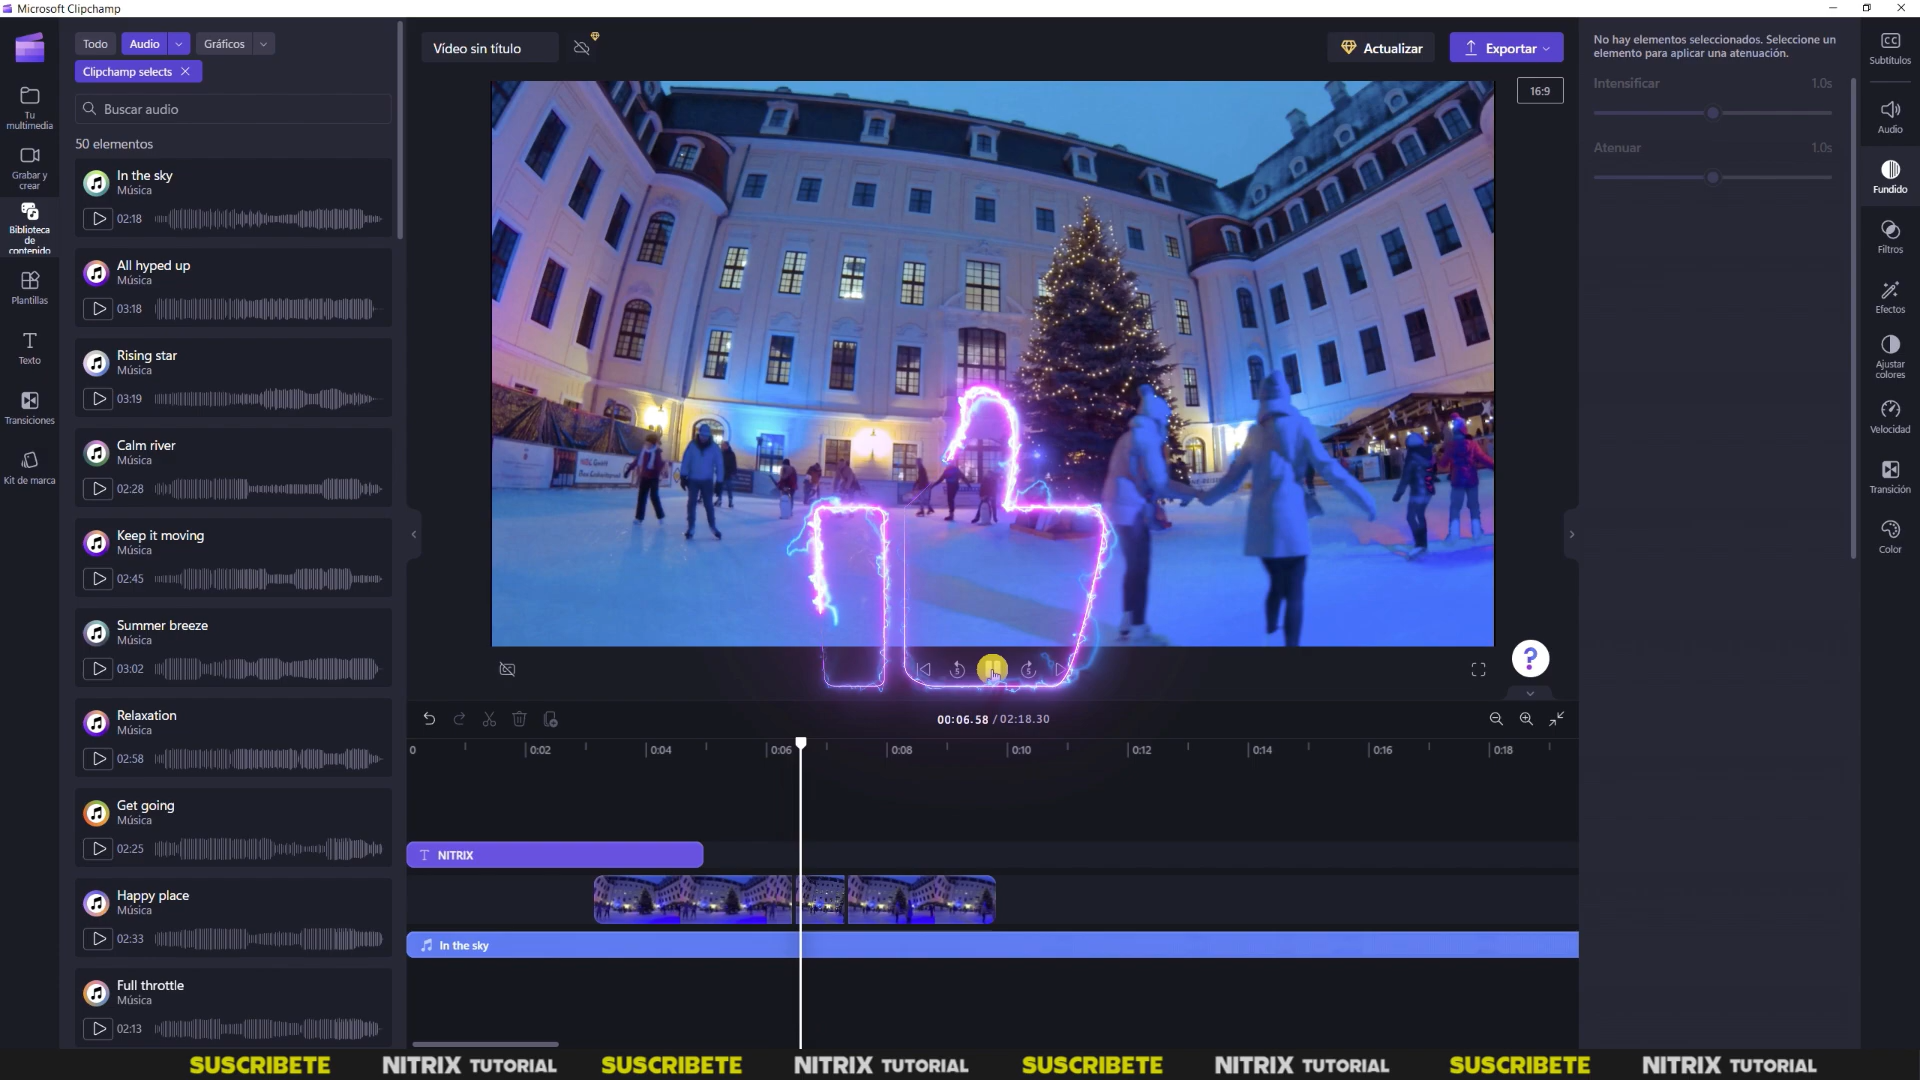 Microsoft Clipchamp
Todo
Audio
Gráficos
Clipchamp selects
Buscar audio
50 elementos
In the sky
Música
02:18
All hyped up
Música
03:18
Rising star
Música
03:19
Calm river
Música
02:28
Keep it moving
Música
02:45
Summer breeze
Música
03:02
Relaxation
Música
02:58
Get going
Música
02:25
Happy place
Música
02:33
Full throttle
Música
02:13
Tu
multimedia
Grabar y
crear
Biblioteca
de
contenido
Plantillas
Texto
Transiciones
Kit de marca
Vídeo sin título
Actualizar
Exportar
16:9
?
00:06.58 / 02:18.30
0
0:02
0:04
0:06
0:08
0:10
0:12
0:14
0:16
0:18
NITRIX
In the sky
No hay elementos seleccionados. Seleccione un
elemento para aplicar una atenuación.
Intensificar 1.0s
Atenuar 1.0s
CC
Subtítulos
Audio
Fundido
Filtros
Efectos
Ajustar
colores
Velocidad
Transición
Color
SUSCRIBETE NITRIX TUTORIAL SUSCRIBETE NITRIX TUTORIAL SUSCRIBETE NITRIX TUTORIAL SUSCRIBETE NITRIX TUTORIAL